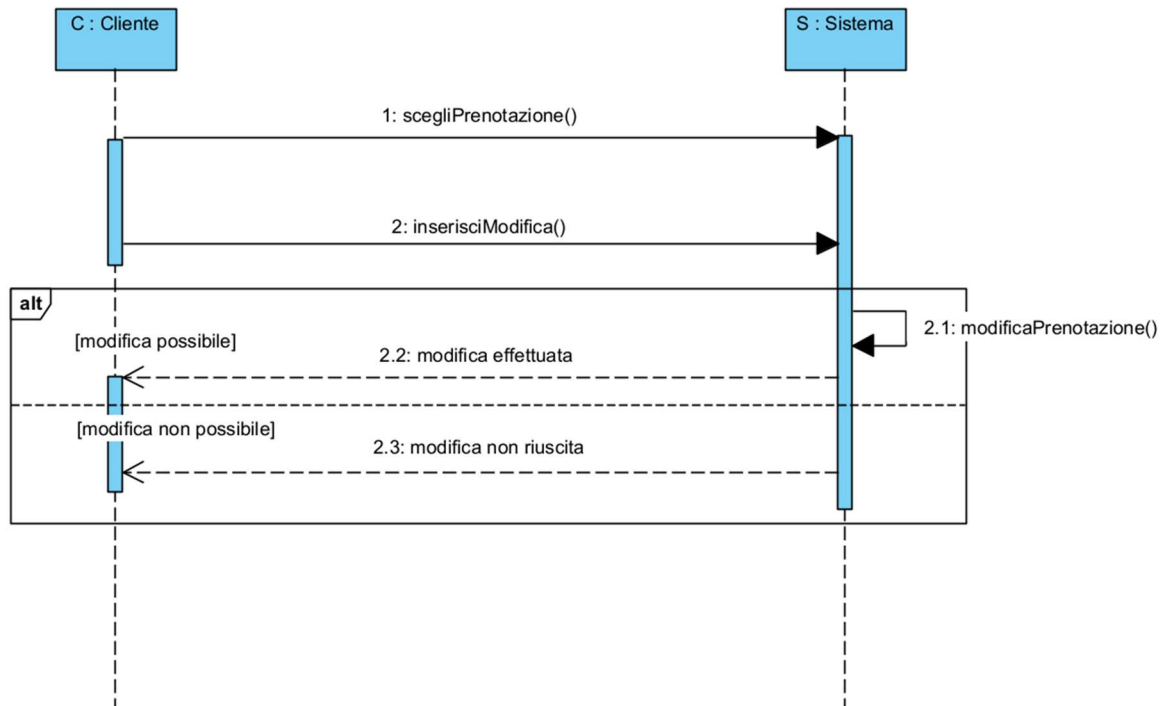 C : Cliente
S : Sistema
1: scegliPrenotazione()
2: inserisciModifica()
alt
2.1: modificaPrenotazione()
[modifica possibile]
2.2: modifica effettuata
[modifica non possibile]
2.3: modifica non riuscita